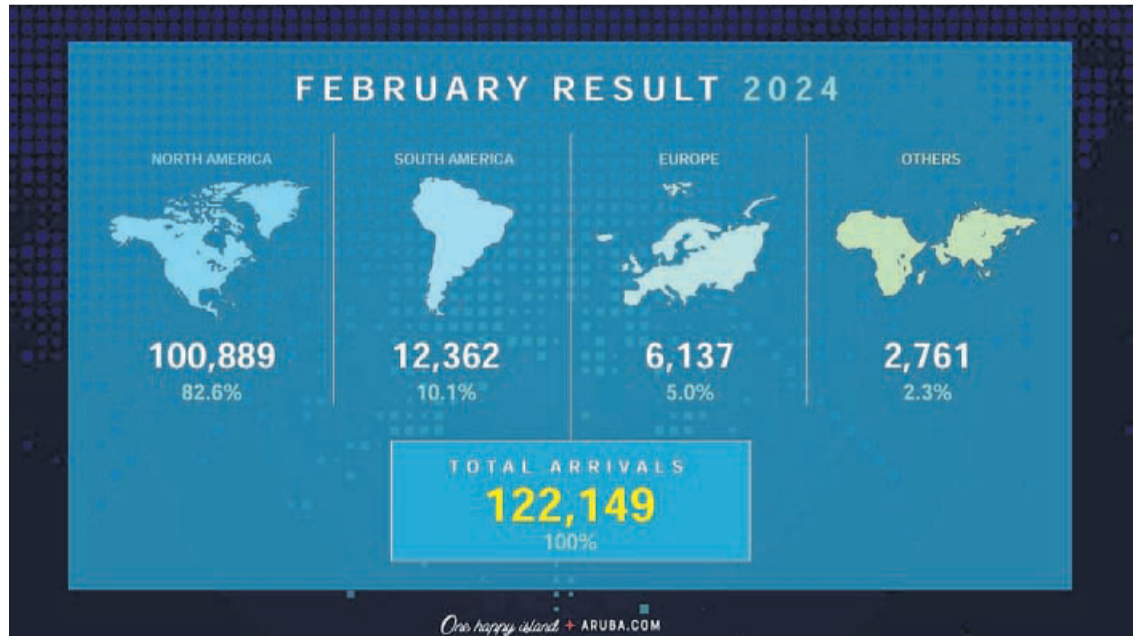 FEBRUARY RESULT 2024
NORTH AMERICA
100,889
82.6%
SOUTH AMERICA
12,362
10.1%
EUROPE
6,137
5.0%
OTHERS
2,761
2.3%
TOTAL ARRIVALS
122,149
100%
One happy island + ARUBA.COM